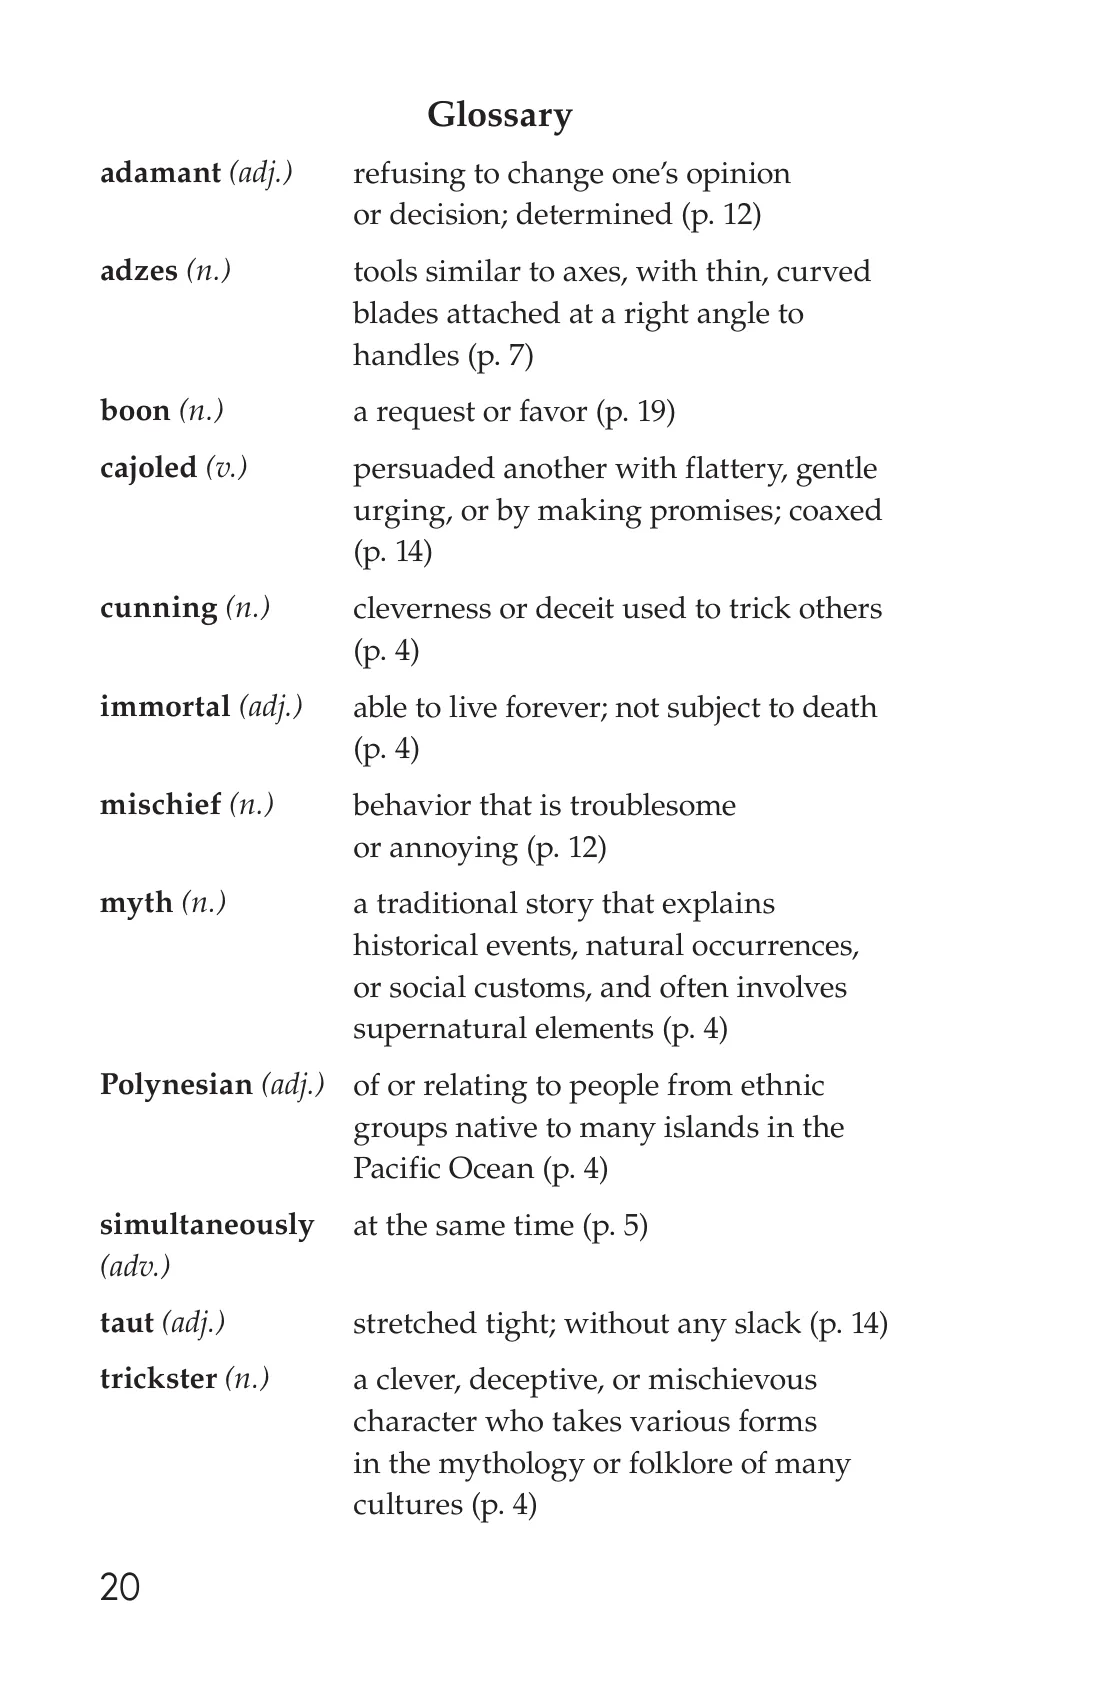 Glossary
adamant (adj.) refusing to change one’s opinion
or decision; determined (p. 12)
adzes (n.) tools similar to axes, with thin, curved
blades attached at a right angle to
handles (p. 7)
boon (n.) a request or favor (p. 19)
cajoled (v.) persuaded another with flattery, gentle
urging, or by making promises; coaxed
(p. 14)
cunning (n.) cleverness or deceit used to trick others
(p. 4)
immortal (adj.) able to live forever; not subject to death
(p. 4)
mischief (n.) behavior that is troublesome
or annoying (p. 12)
myth (n.) a traditional story that explains
historical events, natural occurrences,
or social customs, and often involves
supernatural elements (p. 4)
Polynesian (adj.) of or relating to people from ethnic
groups native to many islands in the
Pacific Ocean (p. 4)
simultaneously at the same time (p. 5)
(adv.)
taut (adj.) stretched tight; without any slack (p. 14)
trickster (n.) a clever, deceptive, or mischievous
character who takes various forms
in the mythology or folklore of many
cultures (p. 4)
20